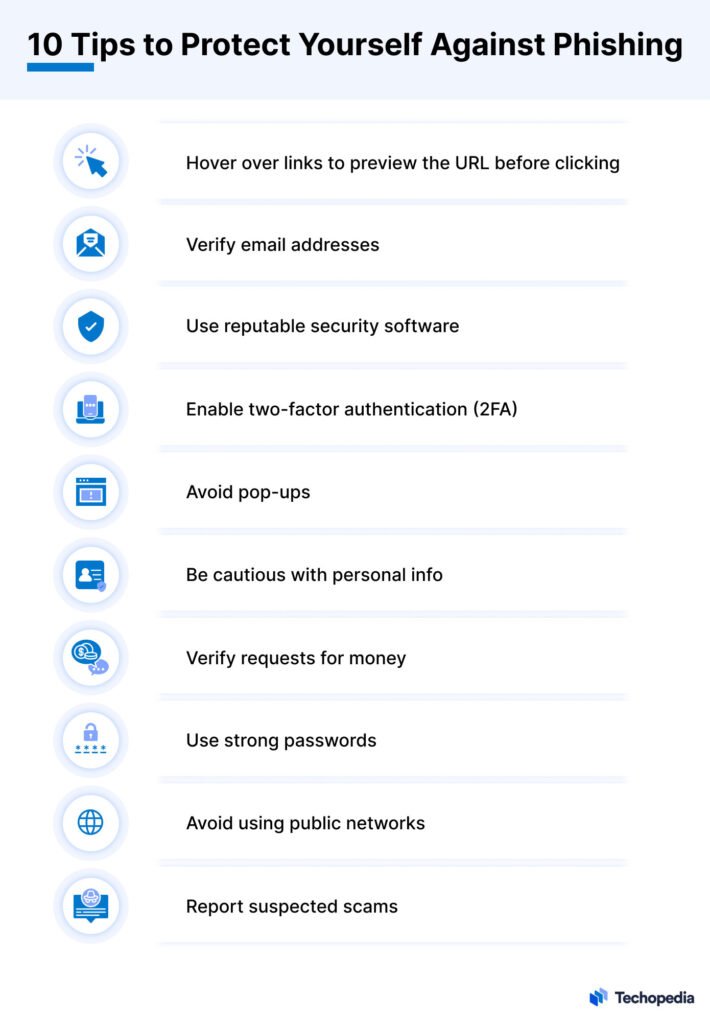 10 Tips to Protect Yourself Against Phishing
Hover over links to preview the URL before clicking
Verify email addresses
Use reputable security software
Enable two-factor authentication (2FA)
Avoid pop-ups
Be cautious with personal info
Verify requests for money
Use strong passwords
Avoid using public networks
Report suspected scams
Techopedia